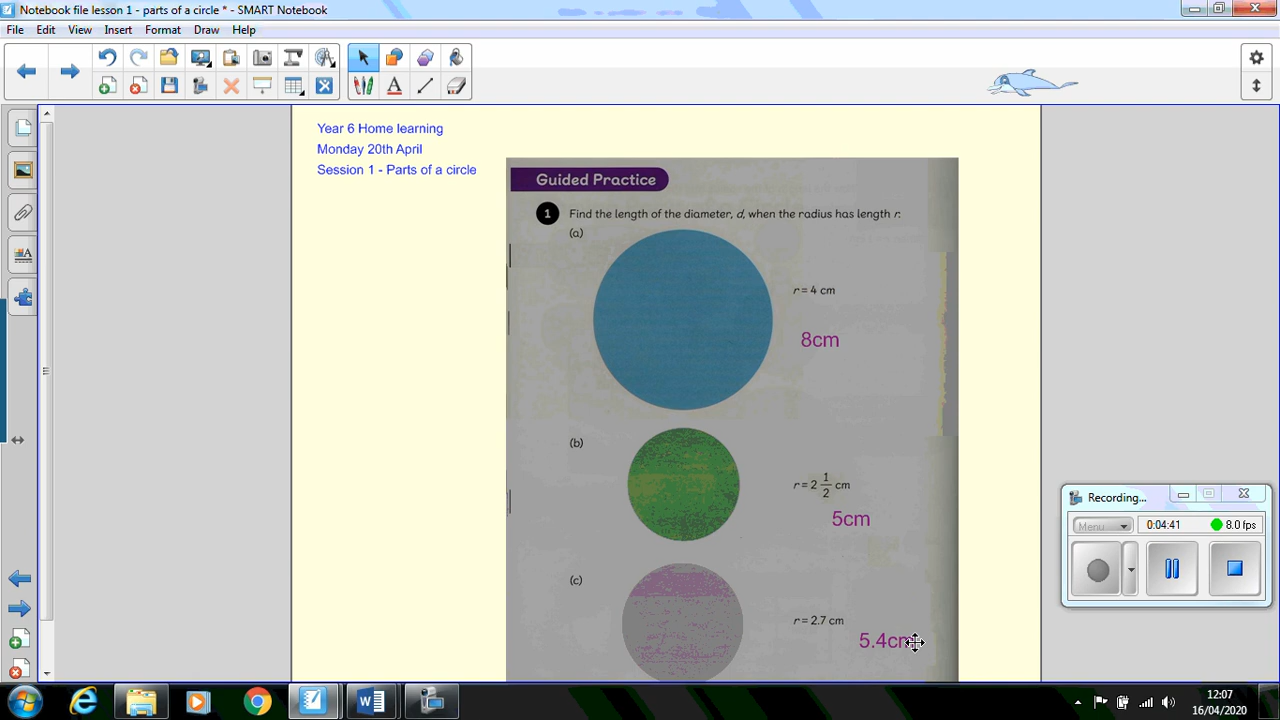 Notebook file lesson 1 - parts of a circle * - SMART Notebook
File Edit View Insert Format Draw Help
Year 6 Home learning
Monday 20th April
Session 1 - Parts of a circle
Guided Practice
1 Find the length of the diameter, d, when the radius has length r.
(a)
r = 4 cm
8cm
(b)
r = 2 1/2 cm
5cm
(c)
r = 2.7 cm
5.4cm
Recording...
Menu 0:04:41 8.0 fps
12:07
16/04/2020